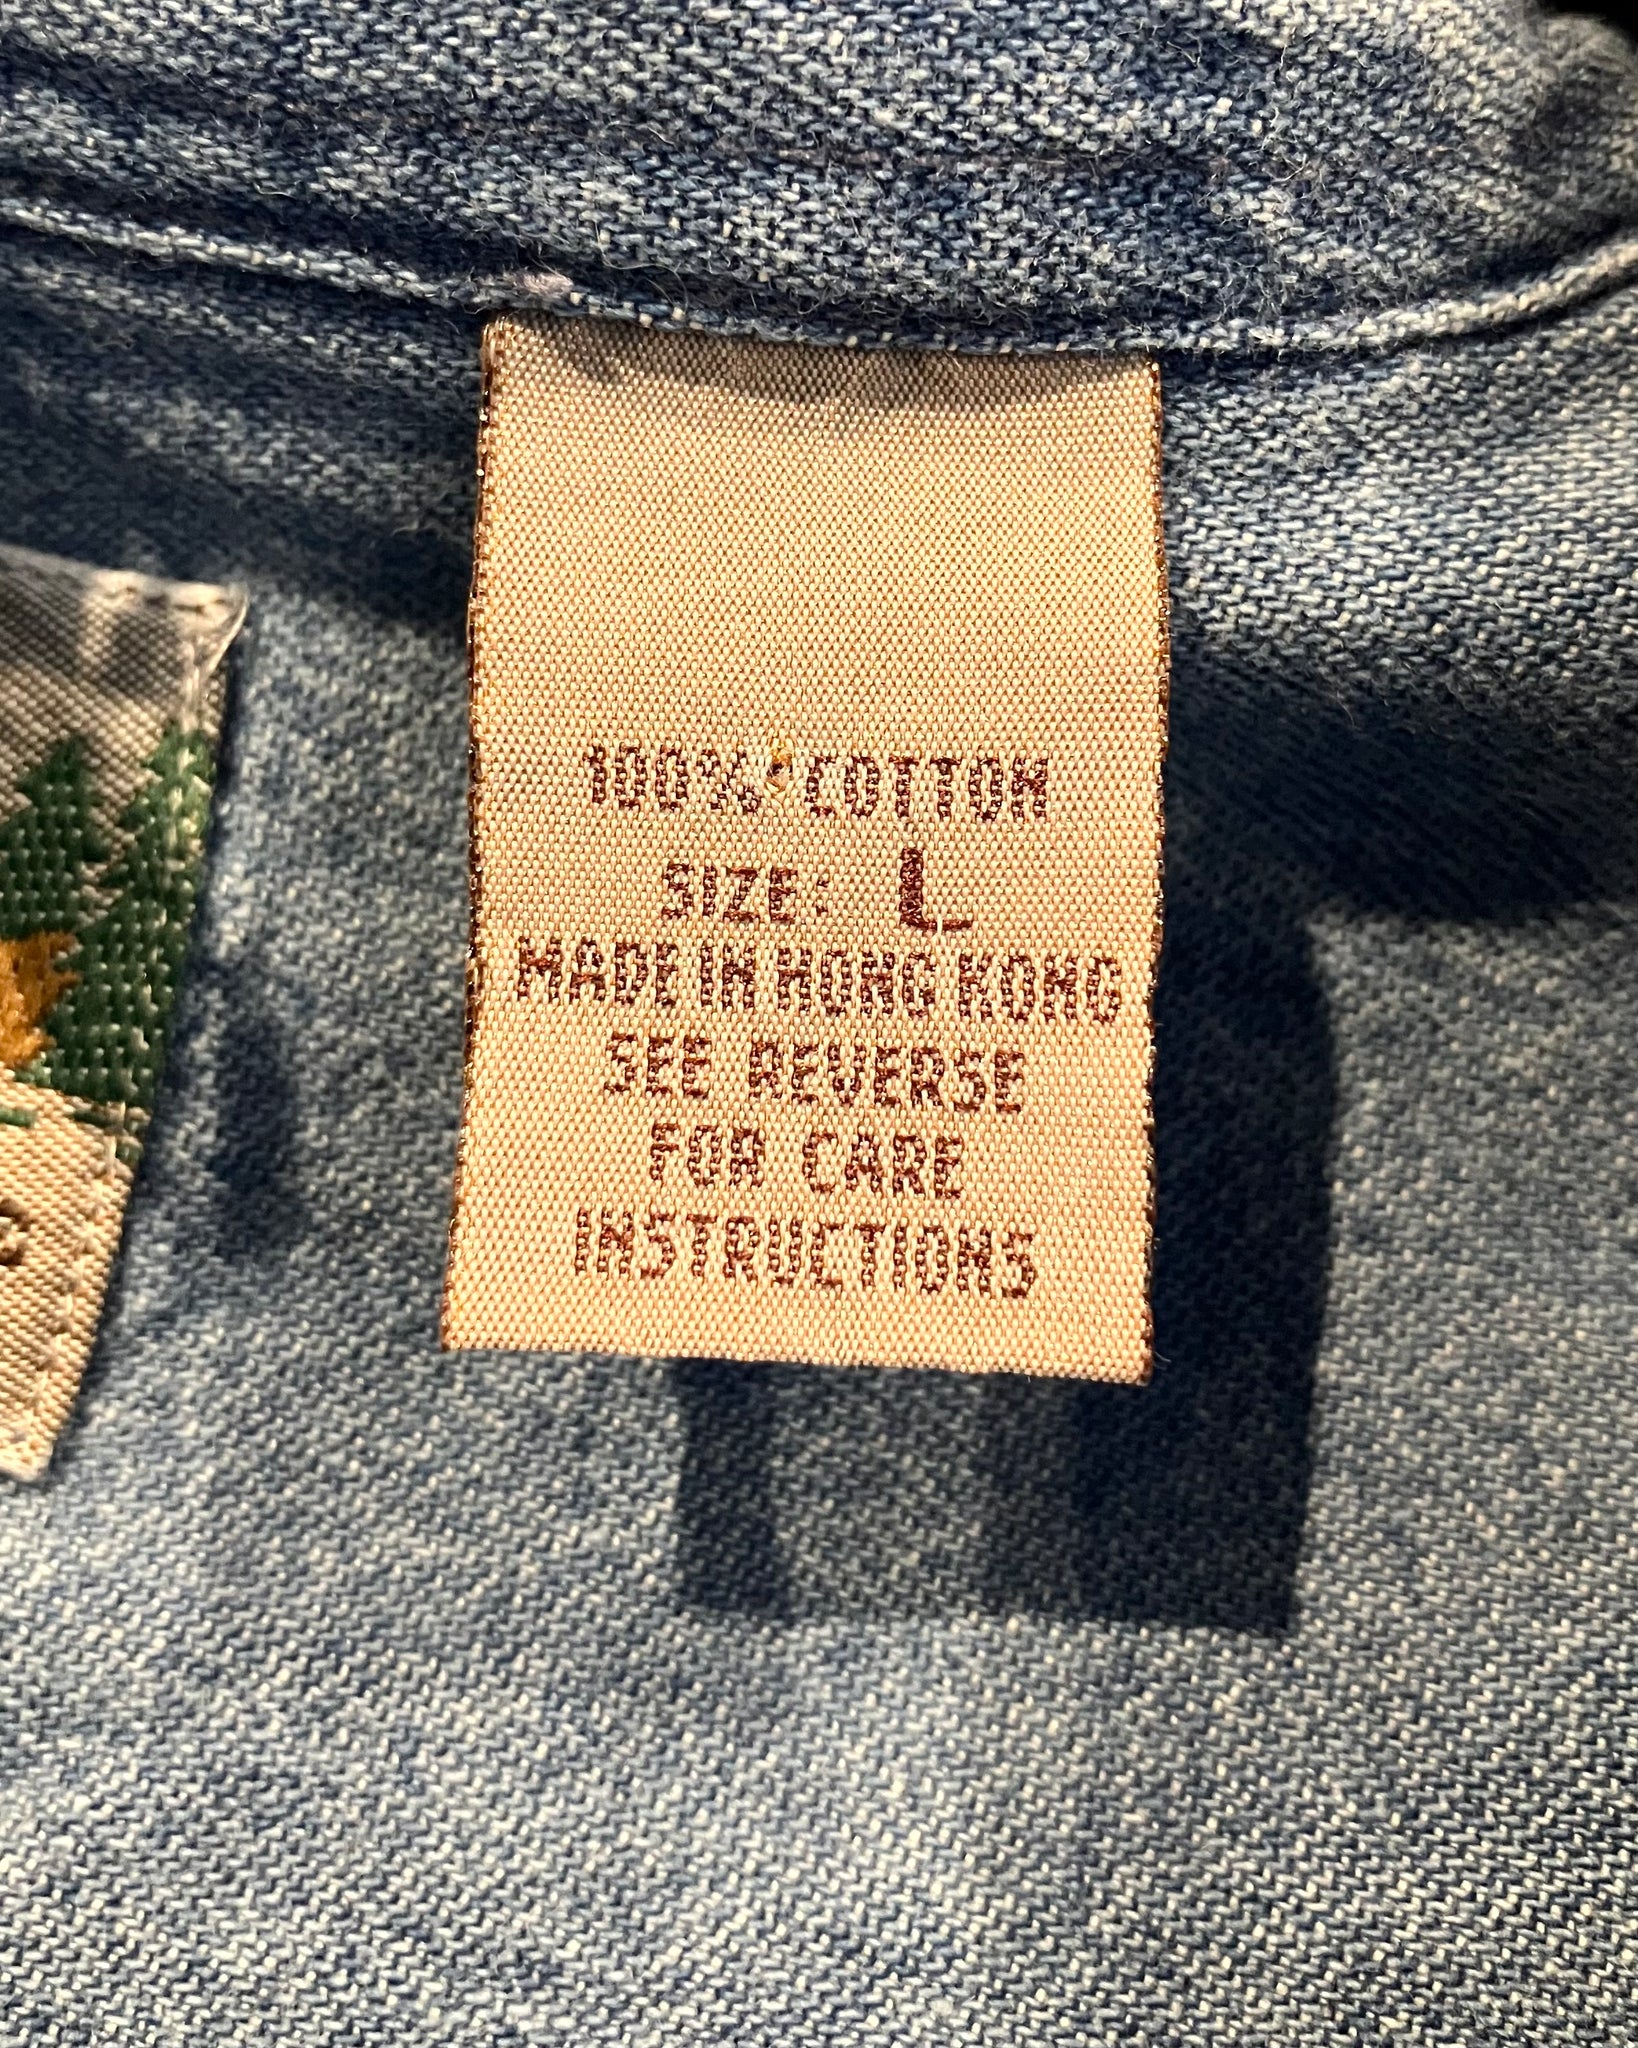 100% COTTON
SIZE: L
MADE IN HONG KONG
SEE REVERSE
FOR CARE
INSTRUCTIONS